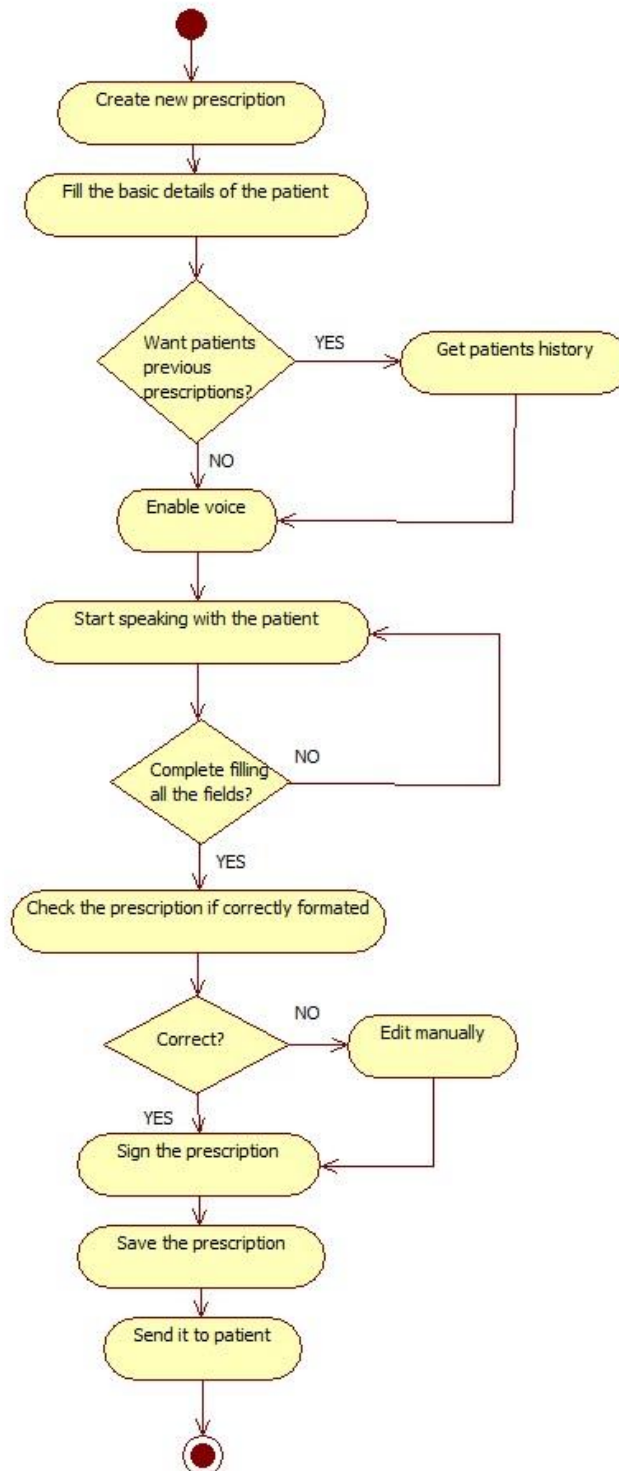 Create new prescription
Fill the basic details of the patient
Want patients
previous
prescriptions?
YES
Get patients history
NO
Enable voice
Start speaking with the patient
Complete filling
all the fields?
NO
YES
Check the prescription if correctly formated
Correct?
NO
Edit manually
YES
Sign the prescription
Save the prescription
Send it to patient